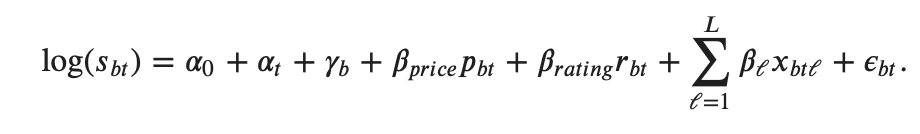 log(s_{bt}) = α_0 + α_t + γ_b + β_{price} p_{bt} + β_{rating} r_{bt} + \sum_{ℓ=1}^{L} β_ℓ x_{btℓ} + ϵ_{bt}.